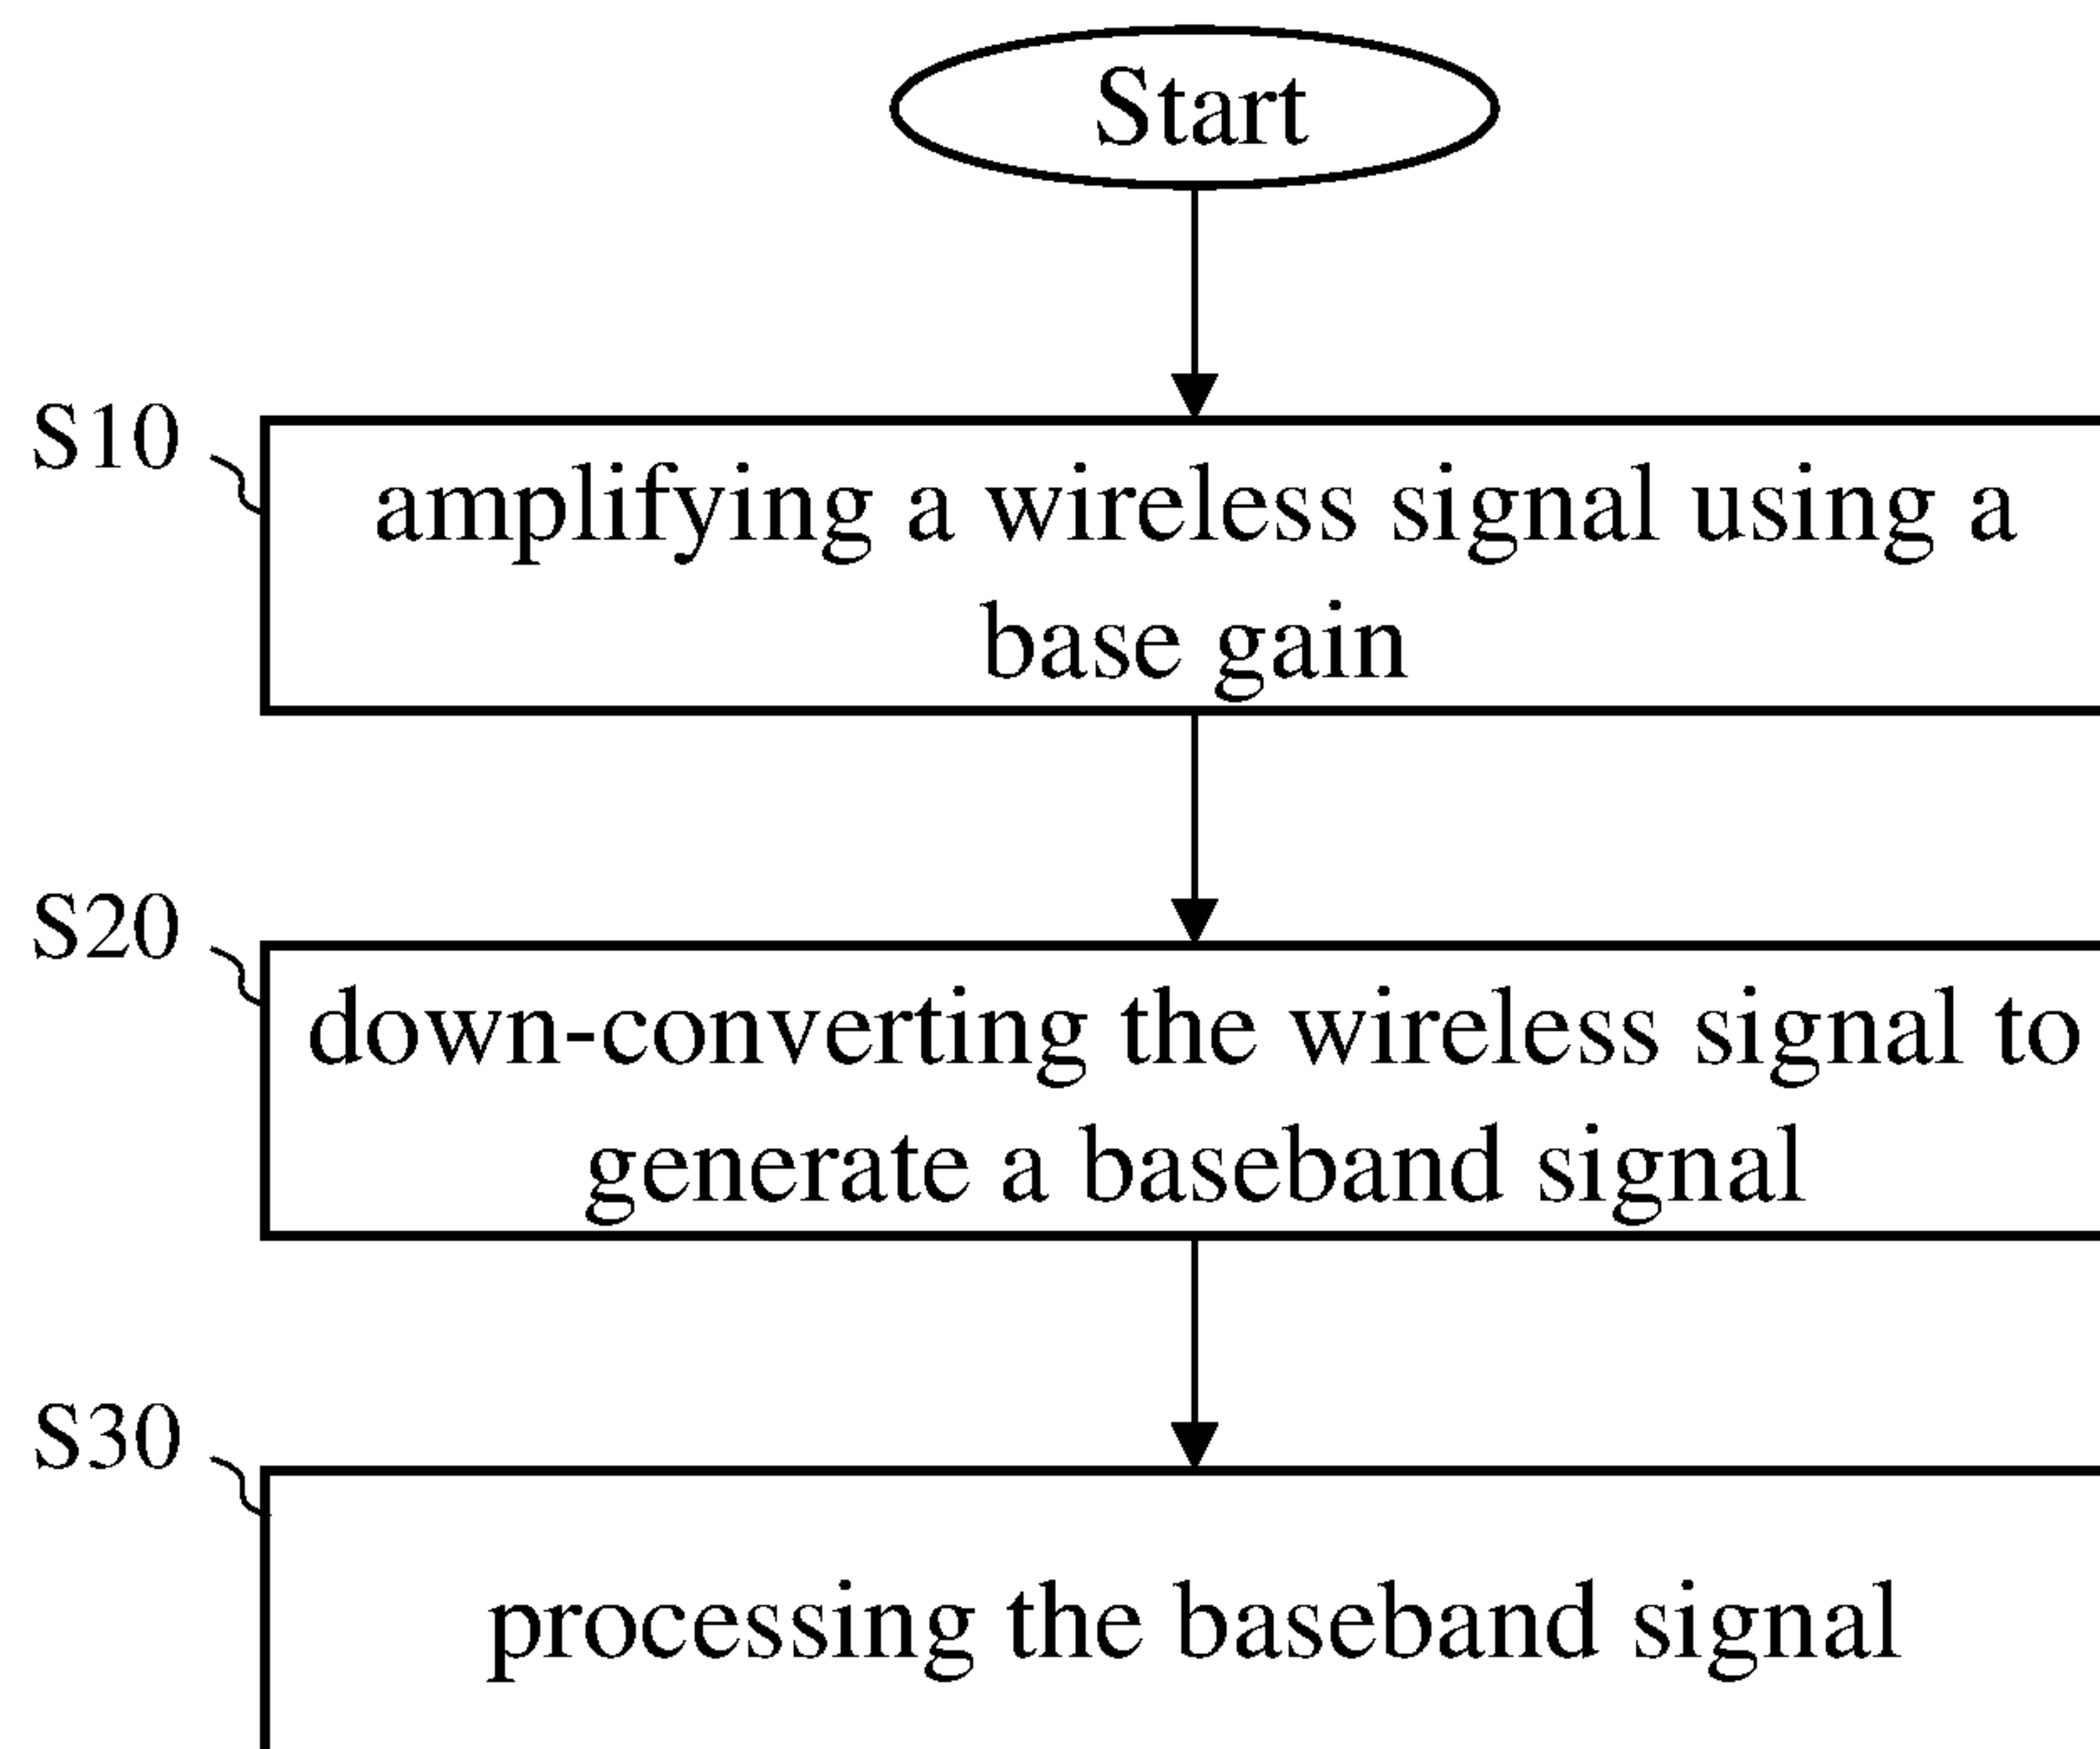 Start
S10
amplifying a wireless signal using a
base gain
S20
down-converting the wireless signal to
generate a baseband signal
S30
processing the baseband signal